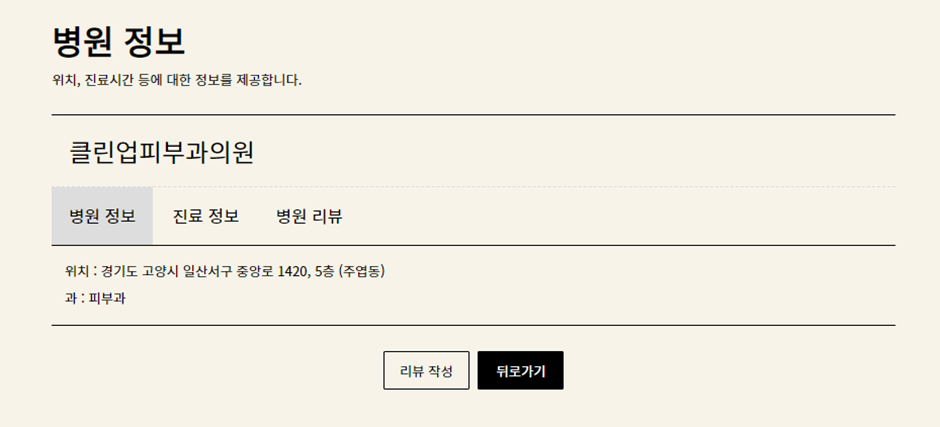 병원 정보
위치, 진료시간 등에 대한 정보를 제공합니다.
클린업피부과의원
병원 정보 진료 정보 병원 리뷰
위치 : 경기도 고양시 일산서구 중앙로 1420, 5층 (주엽동)
과 : 피부과
리뷰 작성 뒤로가기